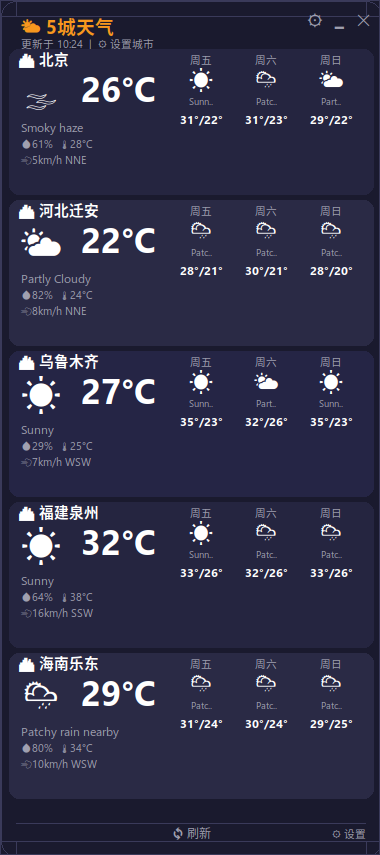 5城天气
更新于 10:24 | 设置城市
北京
26°C
Smoky haze
61% 28°C
5km/h NNE
周五 周六 周日
Sunn.. Patc.. Part..
31°/22° 31°/23° 29°/22°
河北迁安
22°C
Partly Cloudy
82% 24°C
8km/h NNE
周五 周六 周日
Patc.. Patc.. Patc..
28°/21° 30°/21° 28°/20°
乌鲁木齐
27°C
Sunny
29% 25°C
7km/h WSW
周五 周六 周日
Sunn.. Part.. Sunn..
35°/23° 32°/26° 35°/23°
福建泉州
32°C
Sunny
64% 38°C
16km/h SSW
周五 周六 周日
Sunn.. Patc.. Patc..
33°/26° 32°/26° 33°/26°
海南乐东
29°C
Patchy rain nearby
80% 34°C
10km/h WSW
周五 周六 周日
Patc.. Patc.. Patc..
31°/24° 30°/24° 29°/25°
刷新 设置